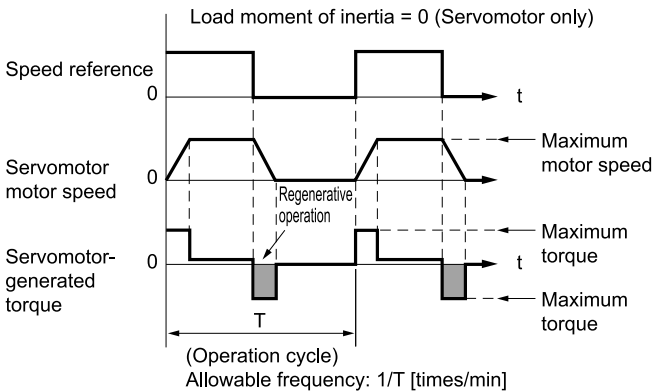 Load moment of inertia = 0 (Servomotor only)
Speed reference
0
t
Maximum
motor speed
Servomotor
motor speed
0
Regenerative
operation
Maximum
torque
Servomotor-
generated
torque
0
t
Maximum
torque
T
(Operation cycle)
Allowable frequency: 1/T [times/min]